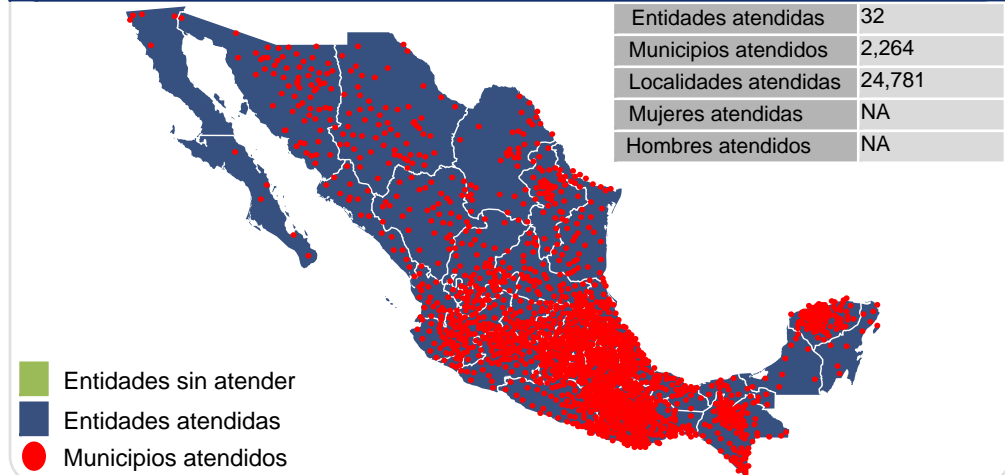 Entidades atendidas 32
Municipios atendidos 2,264
Localidades atendidas 24,781
Mujeres atendidas NA
Hombres atendidos NA
Entidades sin atender
Entidades atendidas
Municipios atendidos